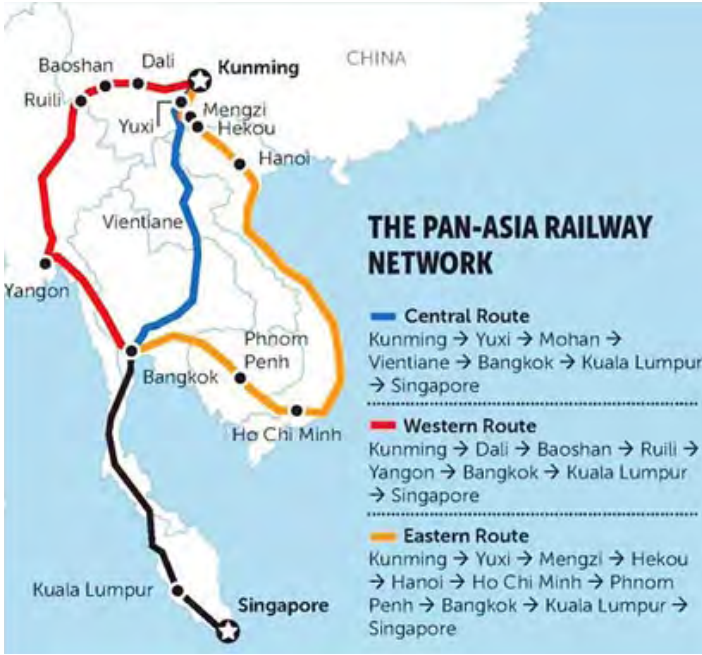 Baoshan
Dali
Kunming
CHINA
Ruili
Yuxi
Mengzi
Hekou
Hanoi
Vientiane
Yangon
Phnom
Penh
Bangkok
Ho Chi Minh
Kuala Lumpur
Singapore
THE PAN-ASIA RAILWAY
NETWORK
Central Route
Kunming → Yuxi → Mohan →
Vientiane → Bangkok → Kuala Lumpur
→ Singapore
Western Route
Kunming → Dali → Baoshan → Ruili →
Yangon → Bangkok → Kuala Lumpur
→ Singapore
Eastern Route
Kunming → Yuxi → Mengzi → Hekou
→ Hanoi → Ho Chi Minh → Phnom
Penh → Bangkok → Kuala Lumpur →
Singapore